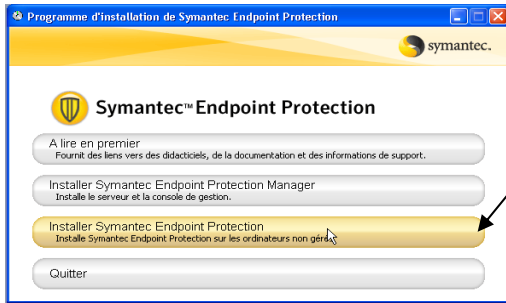 Programme d'installation de Symantec Endpoint Protection
symantec.
Symantec™ Endpoint Protection
A lire en premier
Fournit des liens vers des didacticiels, de la documentation et des informations de support.
Installer Symantec Endpoint Protection Manager
Installe le serveur et la console de gestion.
Installer Symantec Endpoint Protection
Installe Symantec Endpoint Protection sur les ordinateurs non gérés
Quitter